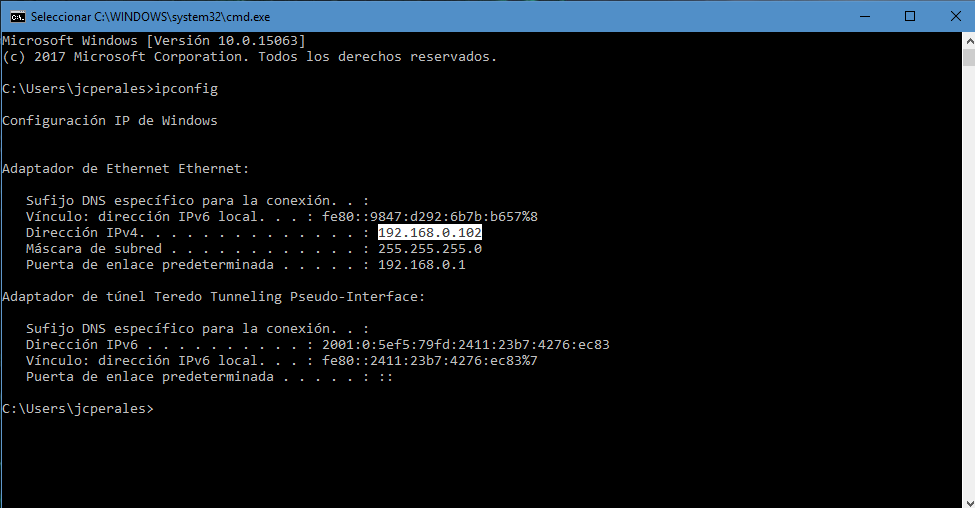 Seleccionar C:\WINDOWS\system32\cmd.exe
Microsoft Windows [Versión 10.0.15063]
(c) 2017 Microsoft Corporation. Todos los derechos reservados.
C:\Users\jcperales>ipconfig
Configuración IP de Windows
Adaptador de Ethernet Ethernet:
   Sufijo DNS específico para la conexión. . :
   Vínculo: dirección IPv6 local. . . : fe80::9847:d292:6b7b:b657%8
   Dirección IPv4. . . . . . . . . . . . . . : 192.168.0.102
   Máscara de subred . . . . . . . . . . . . : 255.255.255.0
   Puerta de enlace predeterminada . . . . . : 192.168.0.1
Adaptador de túnel Teredo Tunneling Pseudo-Interface:
   Sufijo DNS específico para la conexión. . :
   Dirección IPv6 . . . . . . . . . . : 2001:0:5ef5:79fd:2411:23b7:4276:ec83
   Vínculo: dirección IPv6 local. . . : fe80::2411:23b7:4276:ec83%7
   Puerta de enlace predeterminada . . . . . : ::
C:\Users\jcperales>